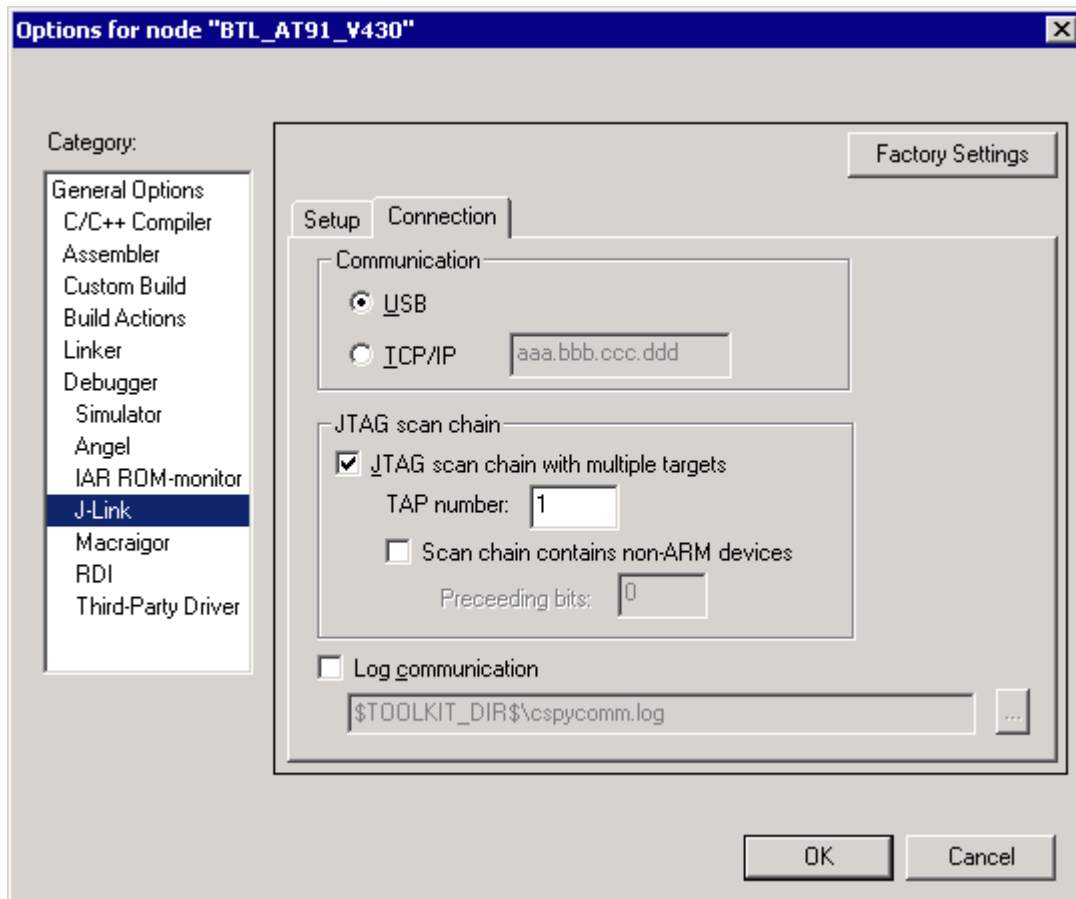 Options for node "BTL_AT91_V430"
Category:
General Options
C/C++ Compiler
Assembler
Custom Build
Build Actions
Linker
Debugger
Simulator
Angel
IAR ROM-monitor
J-Link
Macraigor
RDI
Third-Party Driver
Factory Settings
Setup Connection
Communication
USB
TCP/IP aaa.bbb.ccc.ddd
JTAG scan chain
JTAG scan chain with multiple targets
TAP number: 1
Scan chain contains non-ARM devices
Preceeding bits: 0
Log communication
$TOOLKIT_DIR$\cspycomm.log ...
OK Cancel